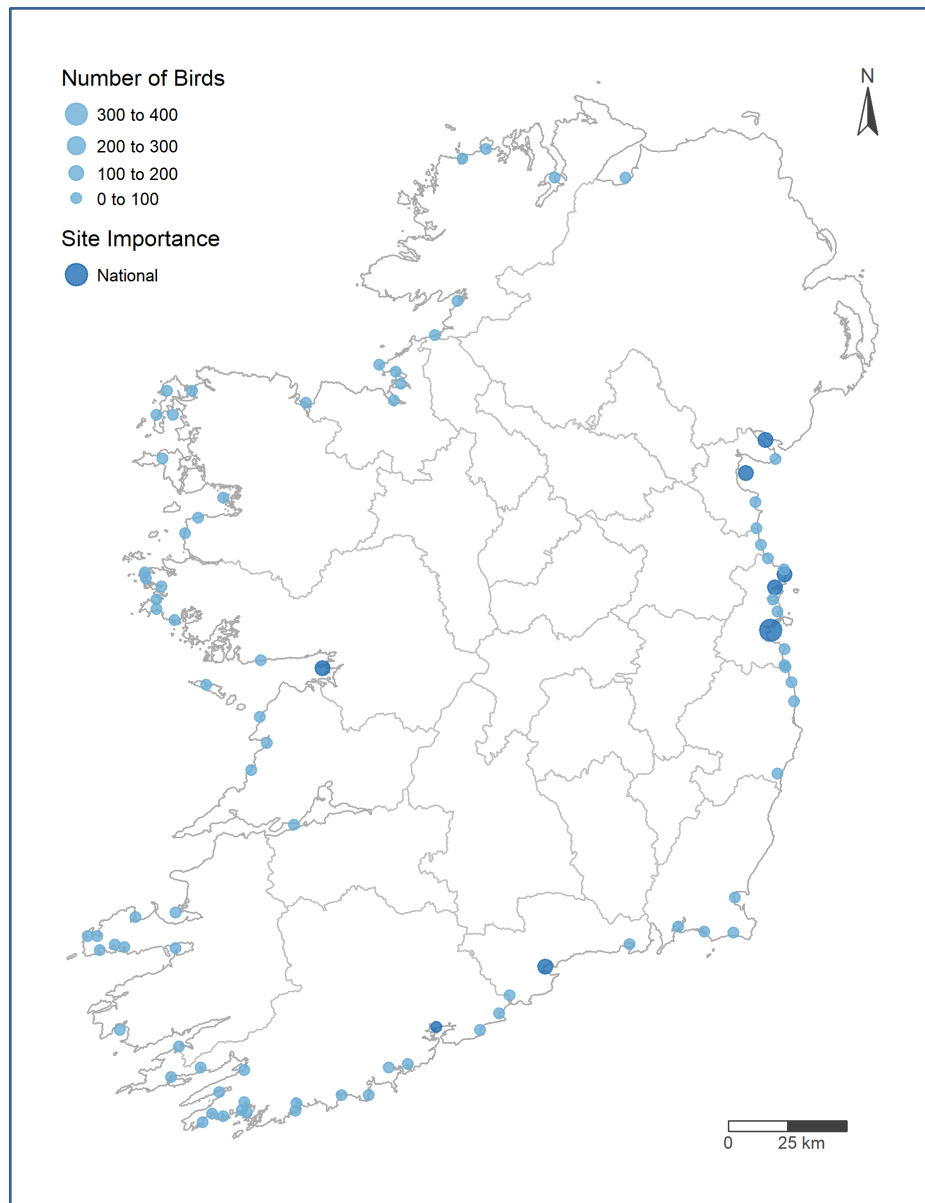 Number of Birds
300 to 400
200 to 300
100 to 200
0 to 100
Site Importance
National
N
0 25 km